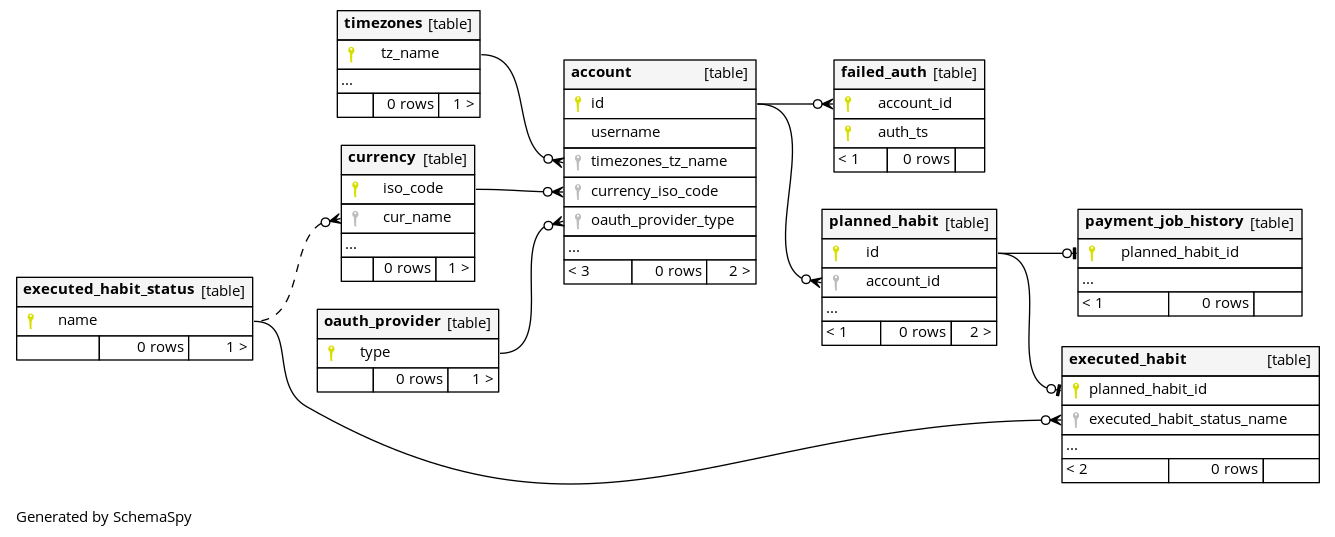 timezones [table]
tz_name
...
0 rows 1 >
currency [table]
iso_code
cur_name
...
0 rows 1 >
executed_habit_status [table]
name
0 rows 1 >
oauth_provider [table]
type
0 rows 1 >
account [table]
id
username
timezones_tz_name
currency_iso_code
oauth_provider_type
...
< 3 0 rows 2 >
failed_auth [table]
account_id
auth_ts
< 1 0 rows
planned_habit [table]
id
account_id
...
< 1 0 rows 2 >
payment_job_history [table]
planned_habit_id
...
< 1 0 rows
executed_habit [table]
planned_habit_id
executed_habit_status_name
...
< 2 0 rows
Generated by SchemaSpy